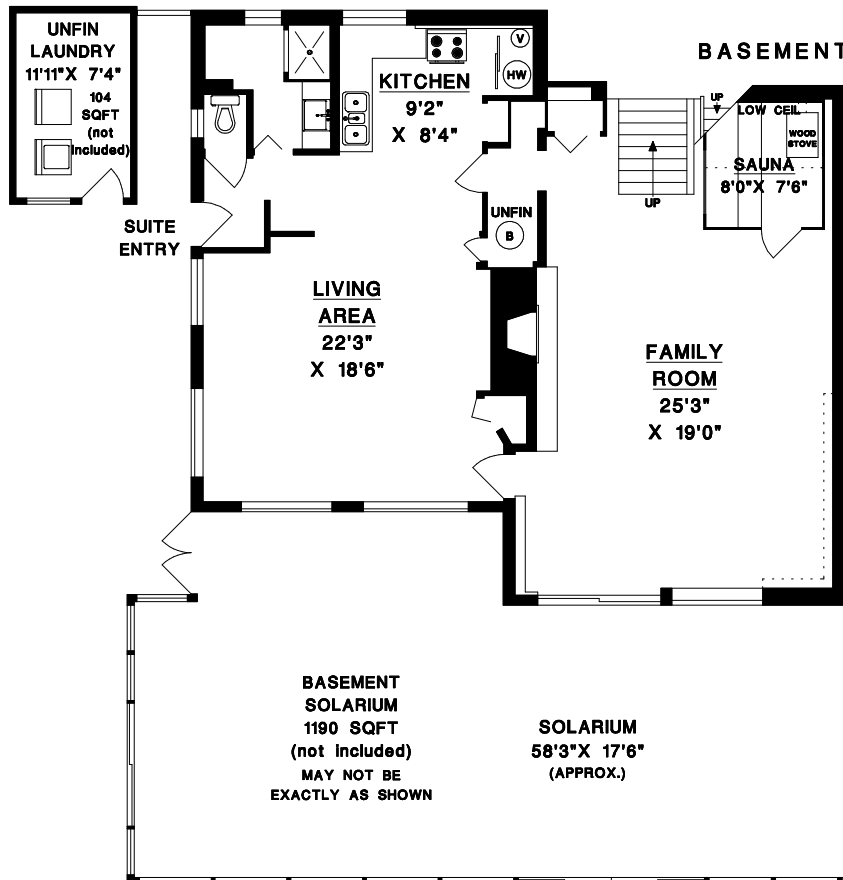 UNFIN
LAUNDRY
11'11"X 7'4"
104
SQFT
(not
included)
V
HW
KITCHEN
9'2"
X 8'4"
BASEMENT
UP
LOW CEIL
WOOD
STOVE
SAUNA
8'0"X 7'6"
UP
SUITE
ENTRY
UNFIN
B
LIVING
AREA
22'3"
X 18'6"
FAMILY
ROOM
25'3"
X 19'0"
BASEMENT
SOLARIUM
1190 SQFT
(not included)
MAY NOT BE
EXACTLY AS SHOWN
SOLARIUM
58'3"X 17'6"
(APPROX.)